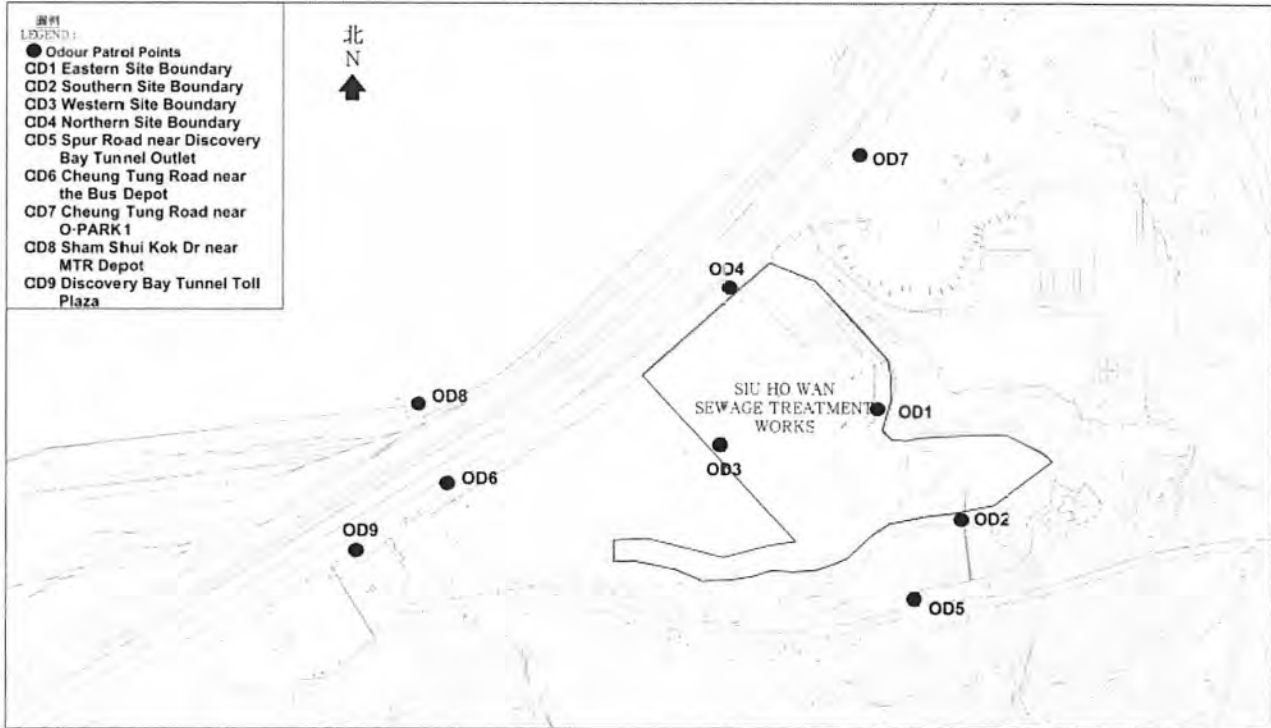 圖例
LEGEND :
Odour Patrol Points
OD1 Eastern Site Boundary
OD2 Southern Site Boundary
OD3 Western Site Boundary
OD4 Northern Site Boundary
OD5 Spur Road near Discovery
Bay Tunnel Outlet
OD6 Cheung Tung Road near
the Bus Depot
OD7 Cheung Tung Road near
O·PARK1
OD8 Sham Shui Kok Dr near
MTR Depot
OD9 Discovery Bay Tunnel Toll
Plaza
北
N
OD7
OD4
OD8
SIU HO WAN
SEWAGE TREATMENT
WORKS
OD1
OD3
OD6
OD2
OD9
OD5